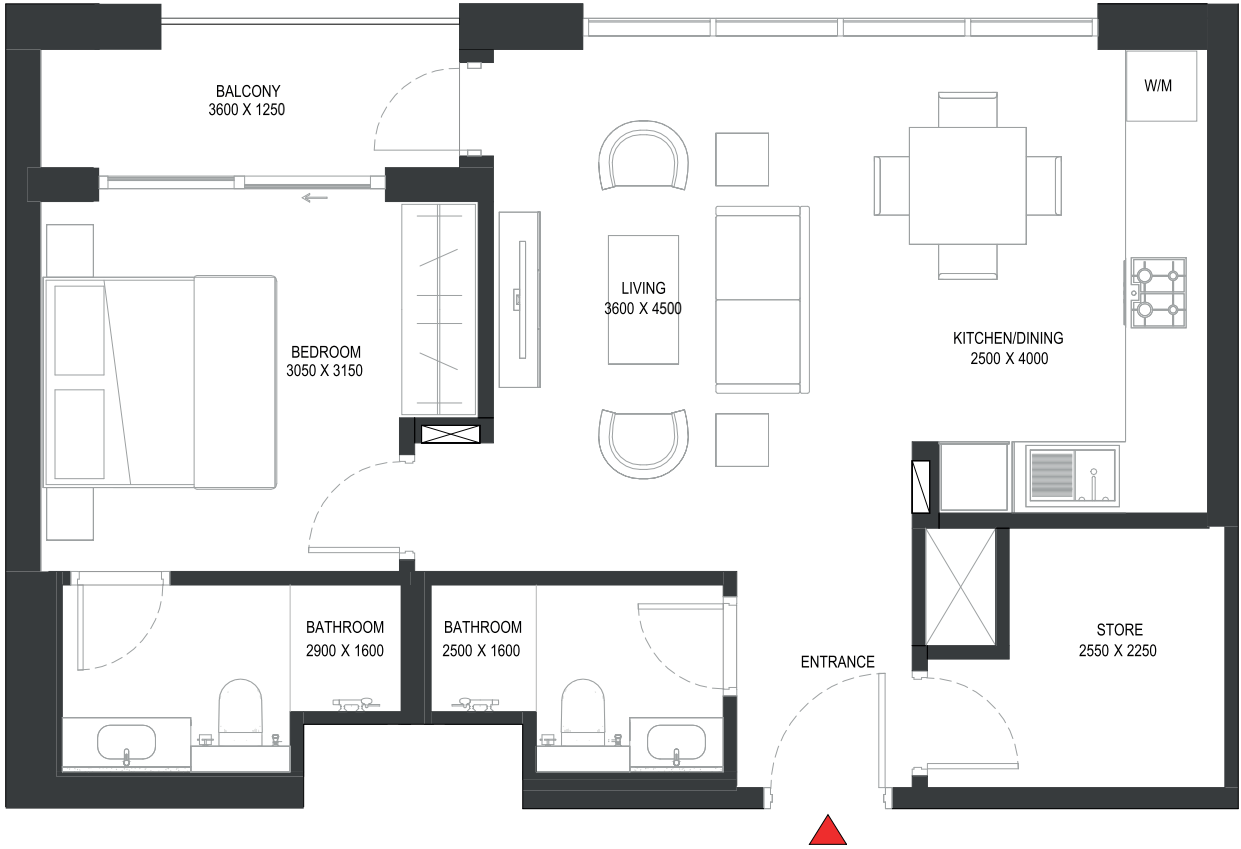 BALCONY
3600 X 1250
W/M
LIVING
3600 X 4500
KITCHEN/DINING
2500 X 4000
BEDROOM
3050 X 3150
BATHROOM
2900 X 1600
BATHROOM
2500 X 1600
STORE
2550 X 2250
ENTRANCE